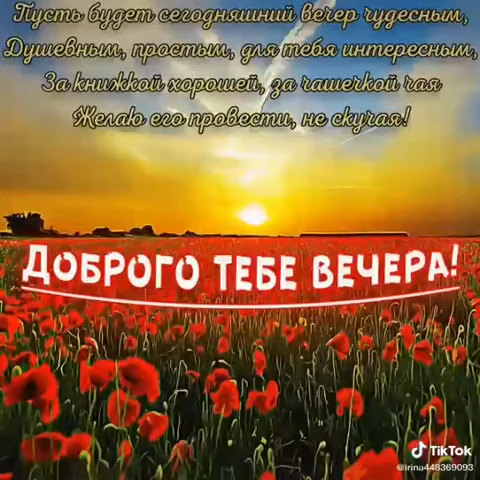 Пусть будет сегодняшний вечер чудесным,
Душевным, простым, для тебя интересным,
За книжкой хорошей, за чашечкой чая
Желаю его провести, не скучая!
ДОБРОГО ТЕБЕ ВЕЧЕРА!
TikTok
@irina448369093